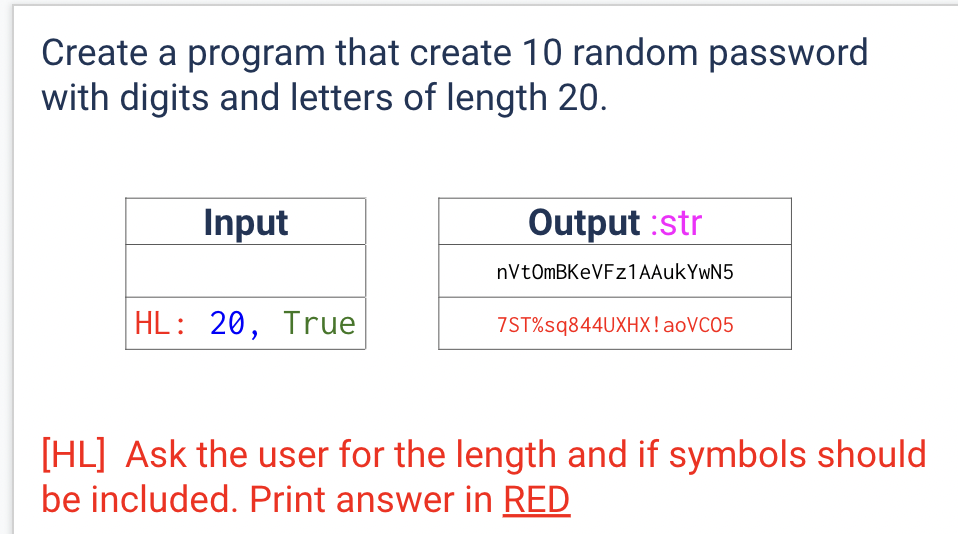 Create a program that create 10 random password
with digits and letters of length 20.
Input
Output :str
nVtOmBKeVFz1AAukYwN5
HL: 20, True
7ST%sq844UXHX!aoVCO5
[HL] Ask the user for the length and if symbols should
be included. Print answer in RED